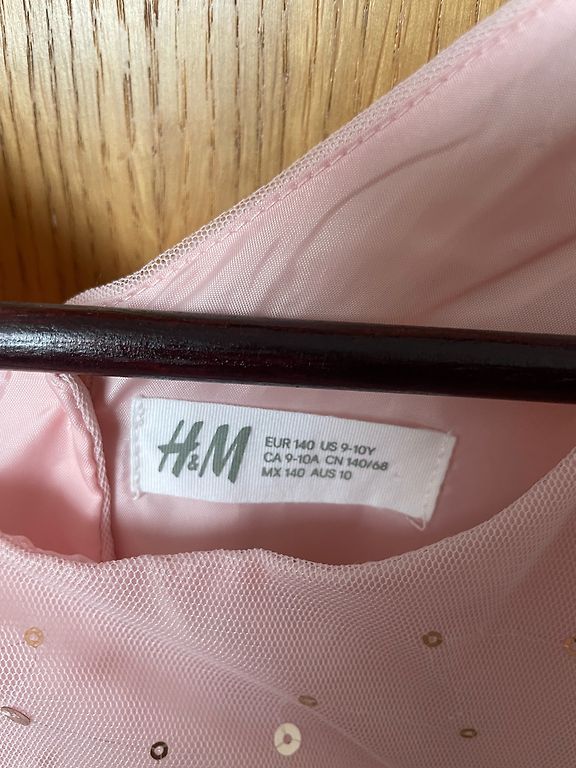 H&M
EUR 140 US 9-10Y
CA 9-10A CN 140/68
MX 140 AUS 10